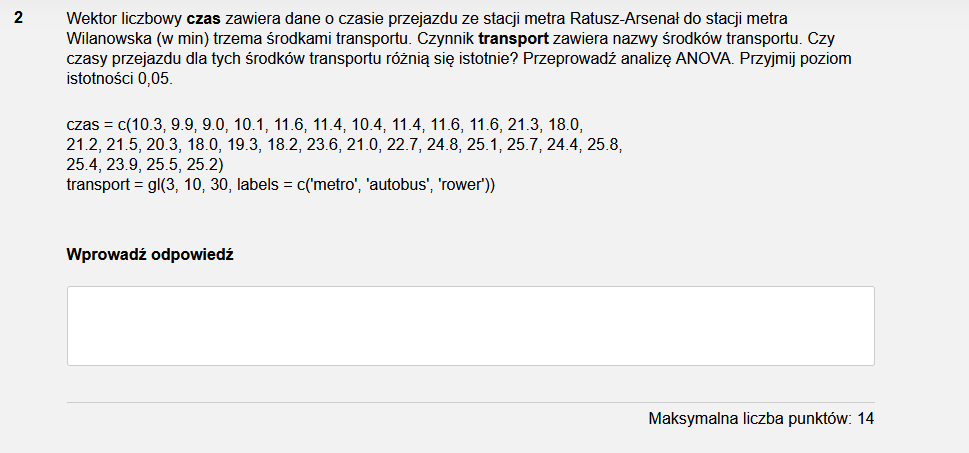 2
Wektor liczbowy czas zawiera dane o czasie przejazdu ze stacji metra Ratusz-Arsenał do stacji metra
Wilanowska (w min) trzema środkami transportu. Czynnik transport zawiera nazwy środków transportu. Czy
czasy przejazdu dla tych środków transportu różnią się istotnie? Przeprowadź analizę ANOVA. Przyjmij poziom
istotności 0,05.
czas = c(10.3, 9.9, 9.0, 10.1, 11.6, 11.4, 10.4, 11.4, 11.6, 11.6, 21.3, 18.0,
21.2, 21.5, 20.3, 18.0, 19.3, 18.2, 23.6, 21.0, 22.7, 24.8, 25.1, 25.7, 24.4, 25.8,
25.4, 23.9, 25.5, 25.2)
transport = gl(3, 10, 30, labels = c('metro', 'autobus', 'rower'))
Wprowadź odpowiedź
Maksymalna liczba punktów: 14